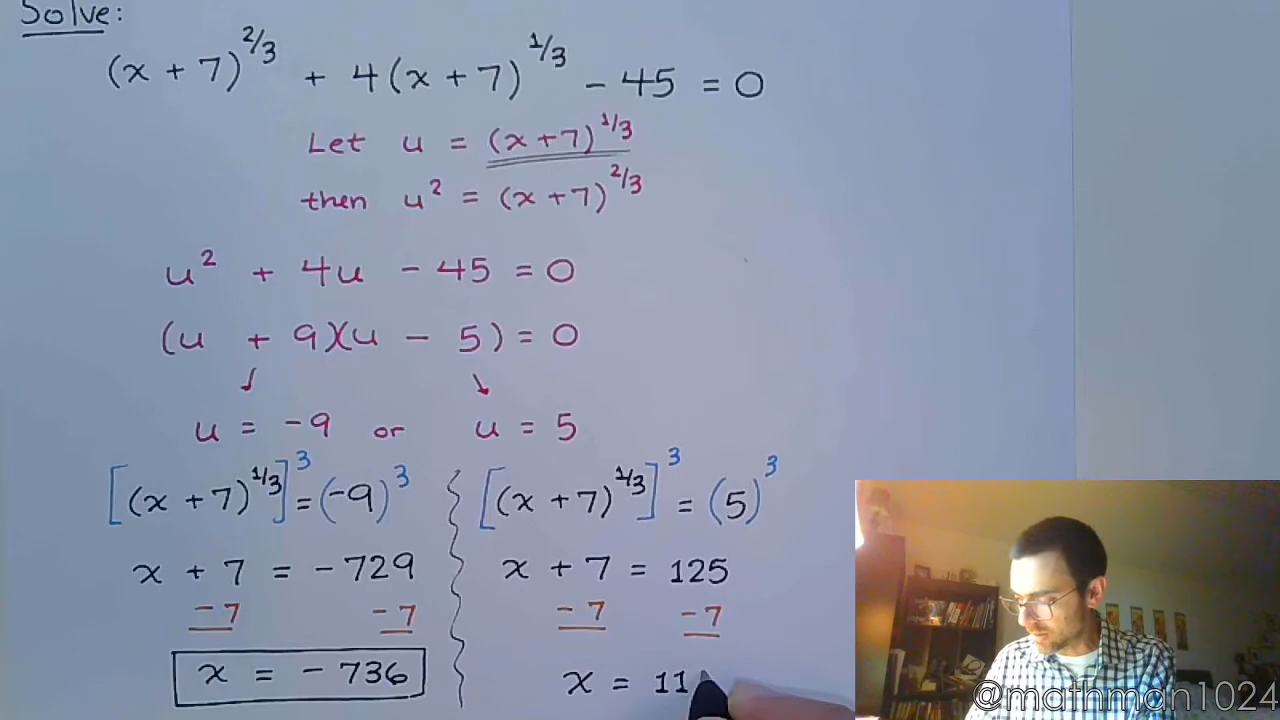 Solve:
(x + 7)^2/3 + 4(x + 7)^1/3 - 45 = 0
Let u = (x + 7)^1/3
then u^2 = (x + 7)^2/3
u^2 + 4u - 45 = 0
(u + 9)(u - 5) = 0
u = -9 or u = 5
[(x + 7)^1/3]^3 = (-9)^3
x + 7 = -729
-7 -7
x = -736
[(x + 7)^1/3]^3 = (5)^3
x + 7 = 125
-7 -7
x = 11
@mathman1024